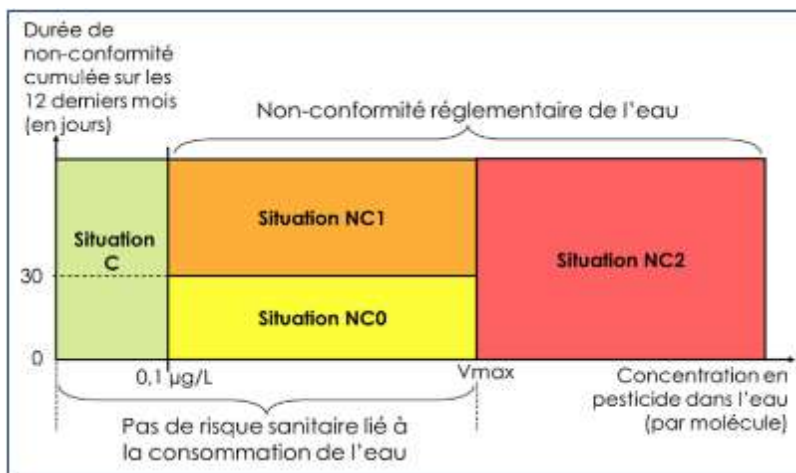 Durée de
non-conformité
cumulée sur les
12 derniers mois
(en jours)
Non-conformité réglementaire de l'eau
Situation
C
Situation NC1
Situation NC2
30
Situation NC0
0
0,1 µg/L
Vmax
Concentration en
pesticide dans l'eau
(par molécule)
Pas de risque sanitaire lié à
la consommation de l'eau